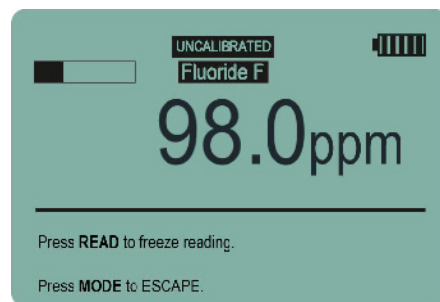 UNCALIBRATED
Fluoride F
98.0ppm
Press READ to freeze reading.
Press MODE to ESCAPE.